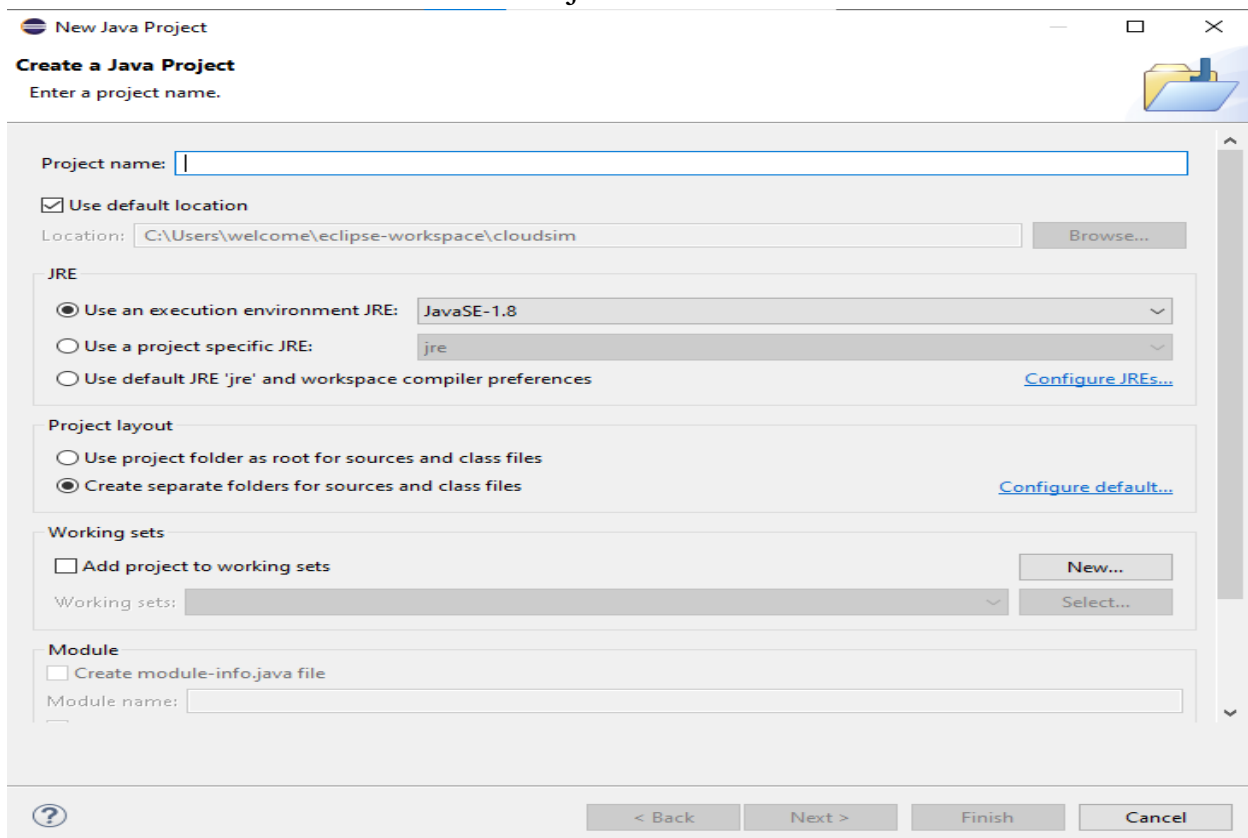 New Java Project
Create a Java Project
Enter a project name.
Project name:
Use default location
Location: C:\Users\welcome\eclipse-workspace\cloudsim Browse...
JRE
Use an execution environment JRE: JavaSE-1.8
Use a project specific JRE: jre
Use default JRE 'jre' and workspace compiler preferences Configure JREs...
Project layout
Use project folder as root for sources and class files
Create separate folders for sources and class files Configure default...
Working sets
Add project to working sets New...
Working sets: Select...
Module
Create module-info.java file
Module name:
? < Back Next > Finish Cancel